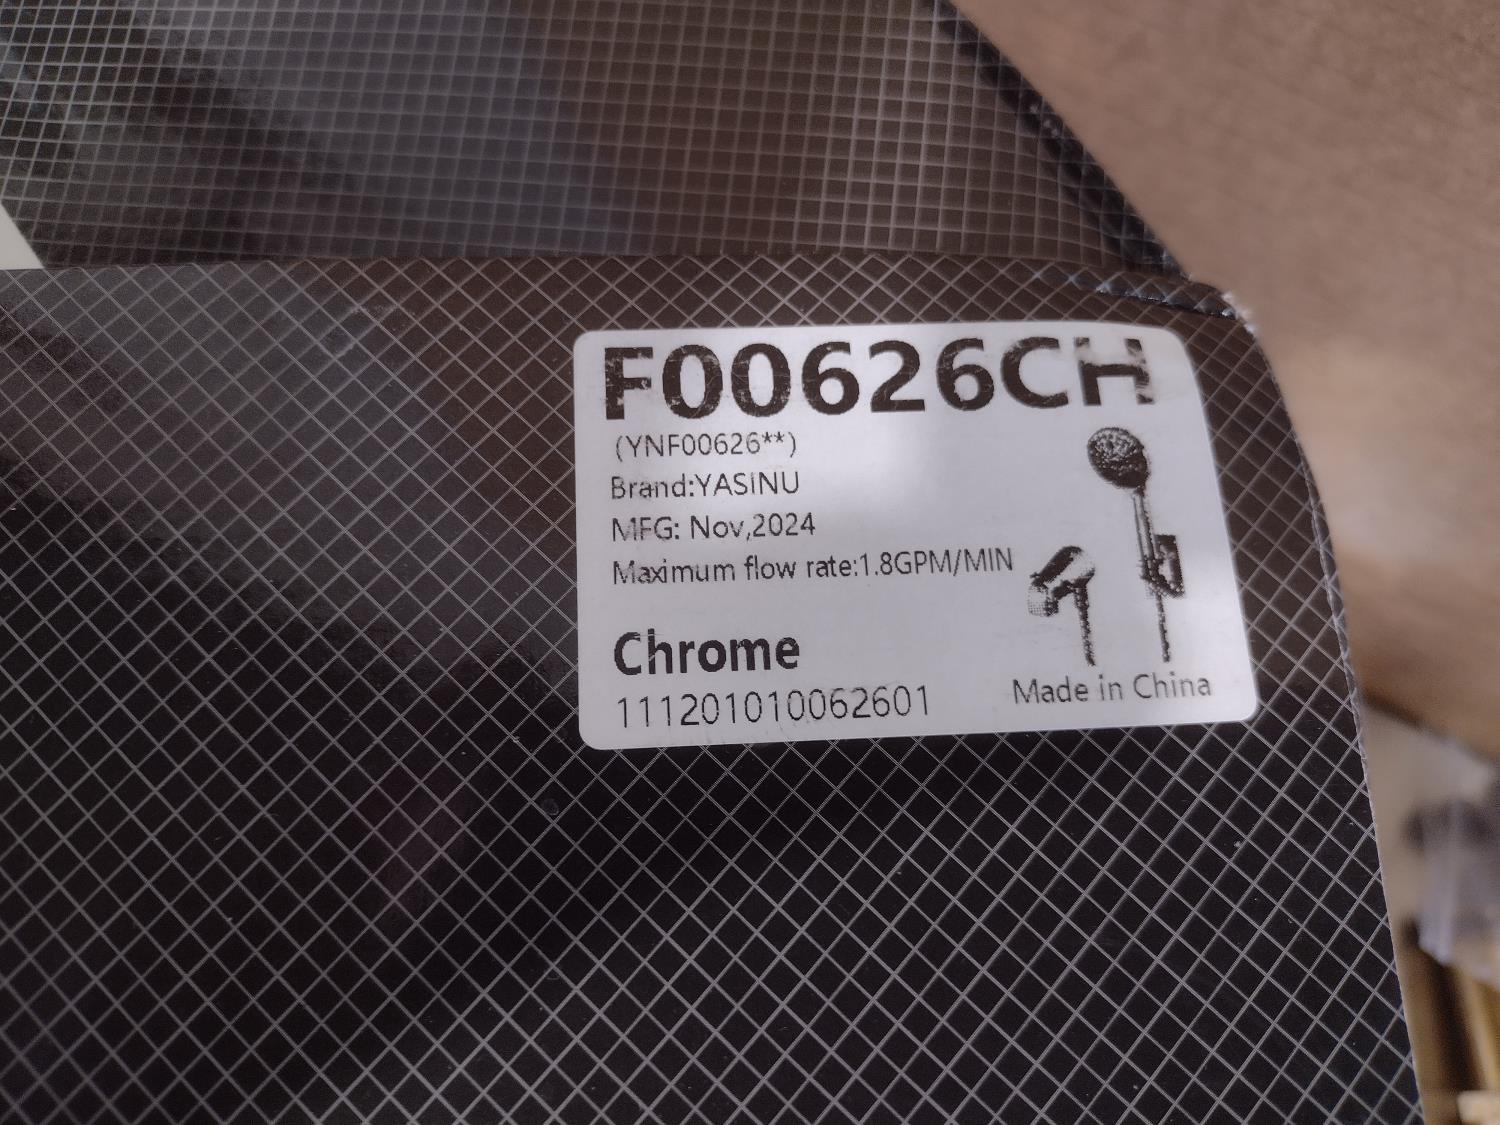 F00626CH
(YNF00626**)
Brand:YASINU
MFG: Nov,2024
Maximum flow rate:1.8GPM/MIN
Chrome
111201010062601
Made in China